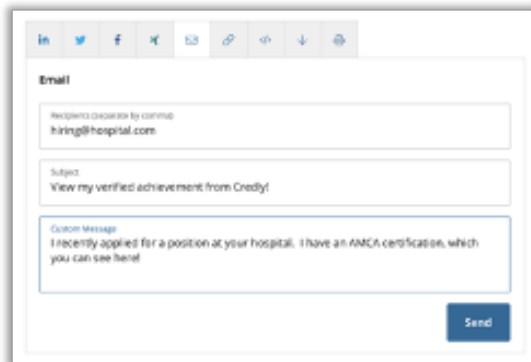 in
Email
Recipients (separate by comma)
hiring@hospital.com
Subject
View my verified achievement from Credly!
Custom Message
I recently applied for a position at your hospital. I have an AMCA certification, which
you can see here!
Send